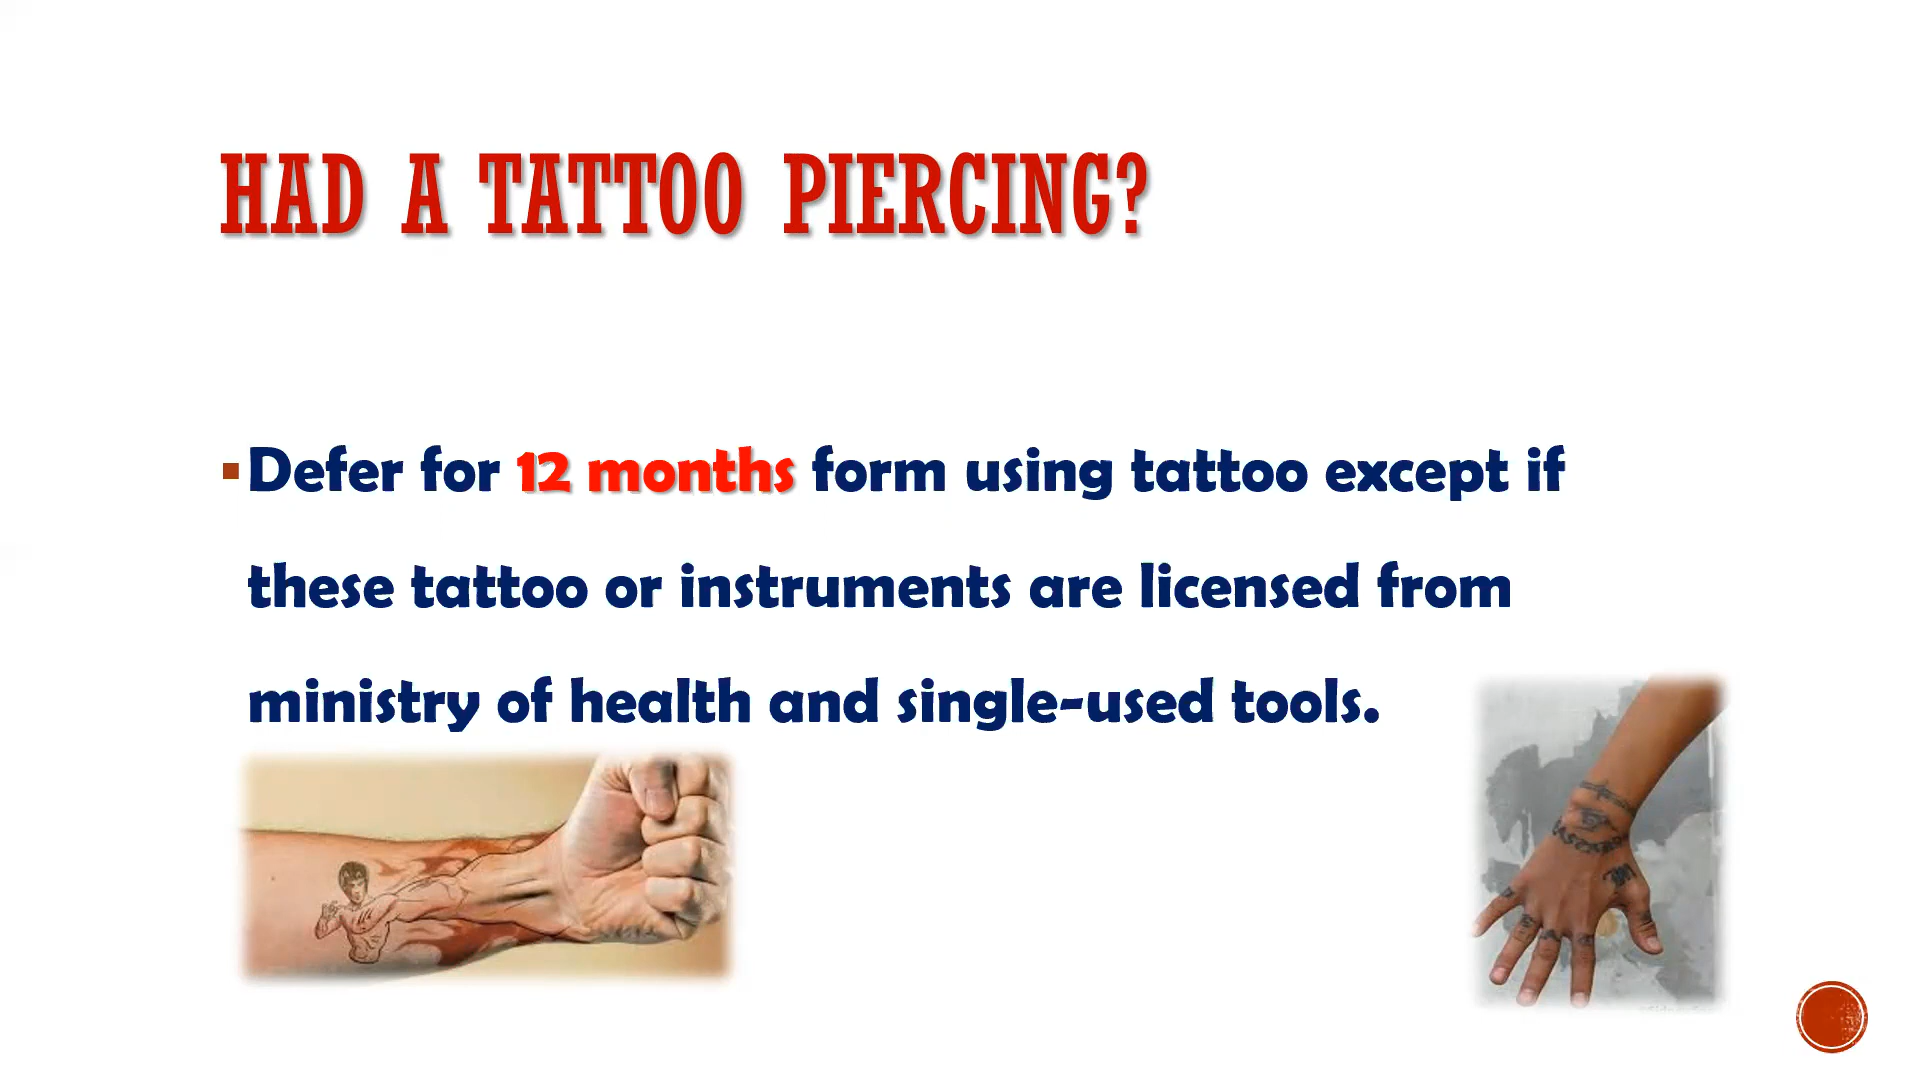 HAD A TATTOO PIERCING?
▪Defer for 12 months form using tattoo except if
these tattoo or instruments are licensed from
ministry of health and single-used tools.